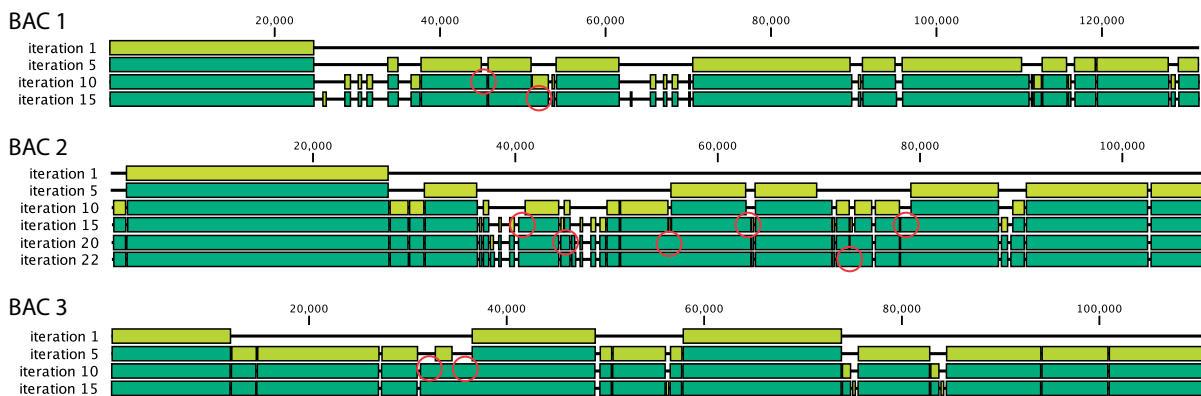 BAC 1
20,000 40,000 60,000 80,000 100,000 120,000
iteration 1
iteration 5
iteration 10
iteration 15
BAC 2
20,000 40,000 60,000 80,000 100,000
iteration 1
iteration 5
iteration 10
iteration 15
iteration 20
iteration 22
BAC 3
20,000 40,000 60,000 80,000 100,000
iteration 1
iteration 5
iteration 10
iteration 15